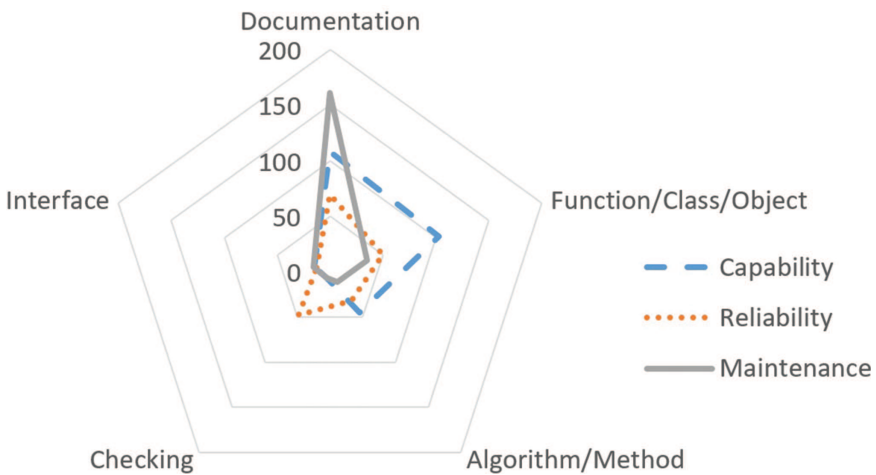 Documentation
200
150
100
50
0
Interface
Function/Class/Object
Checking
Algorithm/Method
Capability
Reliability
Maintenance